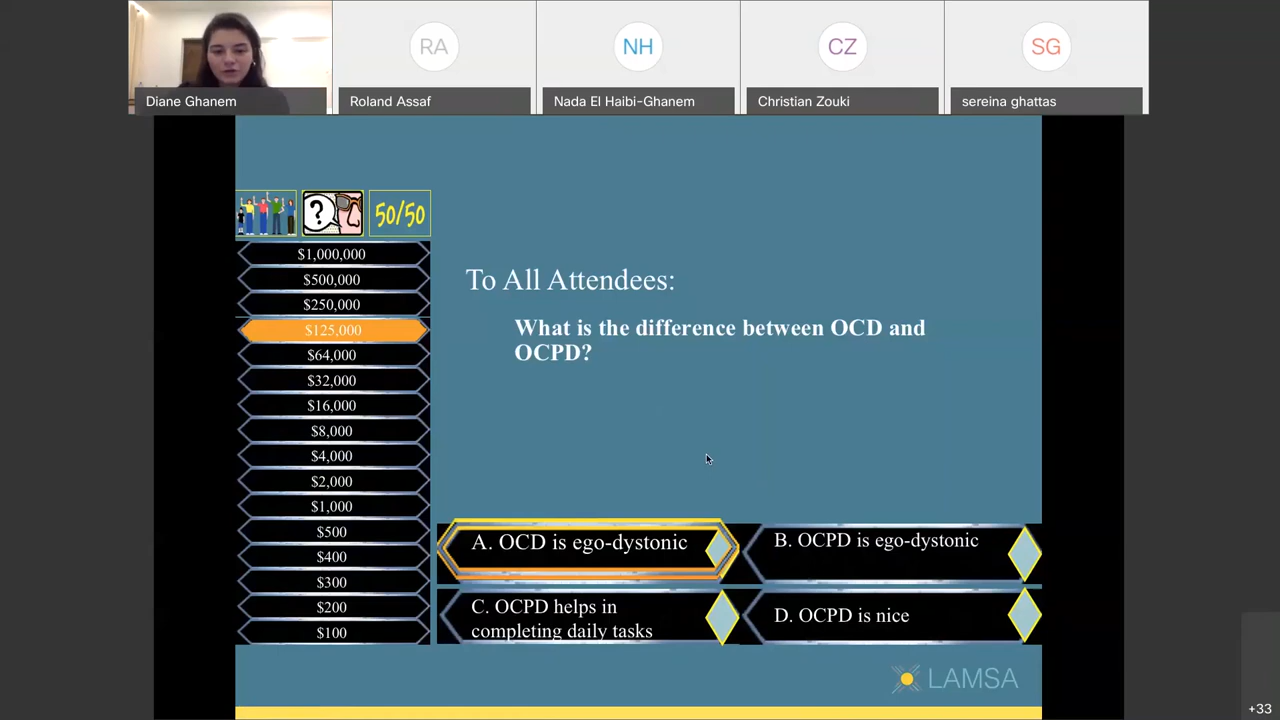 RA
NH
CZ
SG
Diane Ghanem
Roland Assaf
Nada El Haibi-Ghanem
Christian Zouki
sereina ghattas
?
50/50
$1,000,000
$500,000
$250,000
$125,000
$64,000
$32,000
$16,000
$8,000
$4,000
$2,000
$1,000
$500
$400
$300
$200
$100
To All Attendees:
What is the difference between OCD and
OCPD?
A. OCD is ego-dystonic
B. OCPD is ego-dystonic
C. OCPD helps in
completing daily tasks
D. OCPD is nice
LAMSA
+33